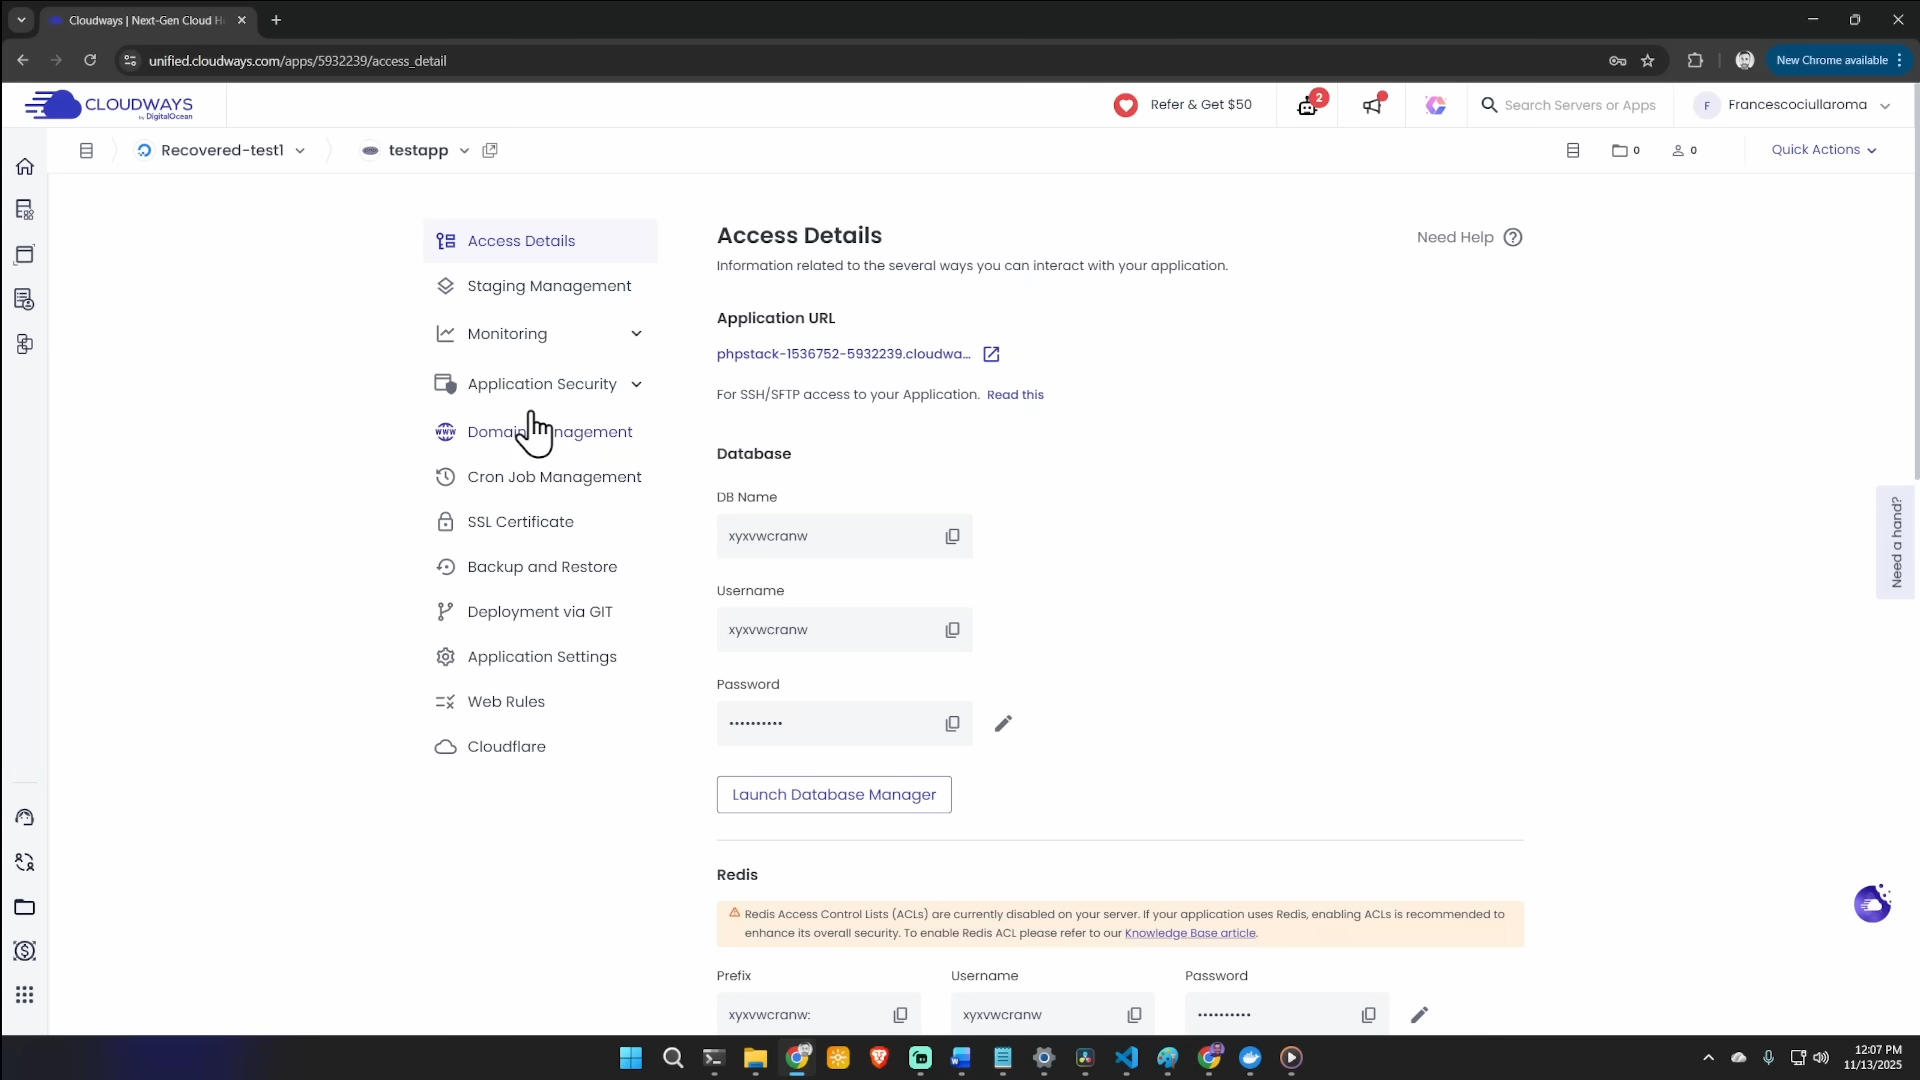 Cloudways | Next-Gen Cloud H
unified.cloudways.com/apps/5932239/access_detail
New Chrome available
CLOUDWAYS
by DigitalOcean
Refer & Get $50
2
Search Servers or Apps
F
Francescociullaroma
Recovered-test1
testapp
0
0
Quick Actions
Access Details
Staging Management
Monitoring
Application Security
Domain Management
Cron Job Management
SSL Certificate
Backup and Restore
Deployment via GIT
Application Settings
Web Rules
Cloudflare
Access Details
Need Help
Information related to the several ways you can interact with your application.
Application URL
phpstack-1536752-5932239.cloudwa...
For SSH/SFTP access to your Application. Read this
Database
DB Name
xyxvwcranw
Username
xyxvwcranw
Password
••••••••••
Launch Database Manager
Redis
Redis Access Control Lists (ACLs) are currently disabled on your server. If your application uses Redis, enabling ACLs is recommended to
enhance its overall security. To enable Redis ACL please refer to our Knowledge Base article.
Prefix
Username
Password
xyxvwcranw:
xyxvwcranw
••••••••••
Need a hand?
12:07 PM
11/13/2025